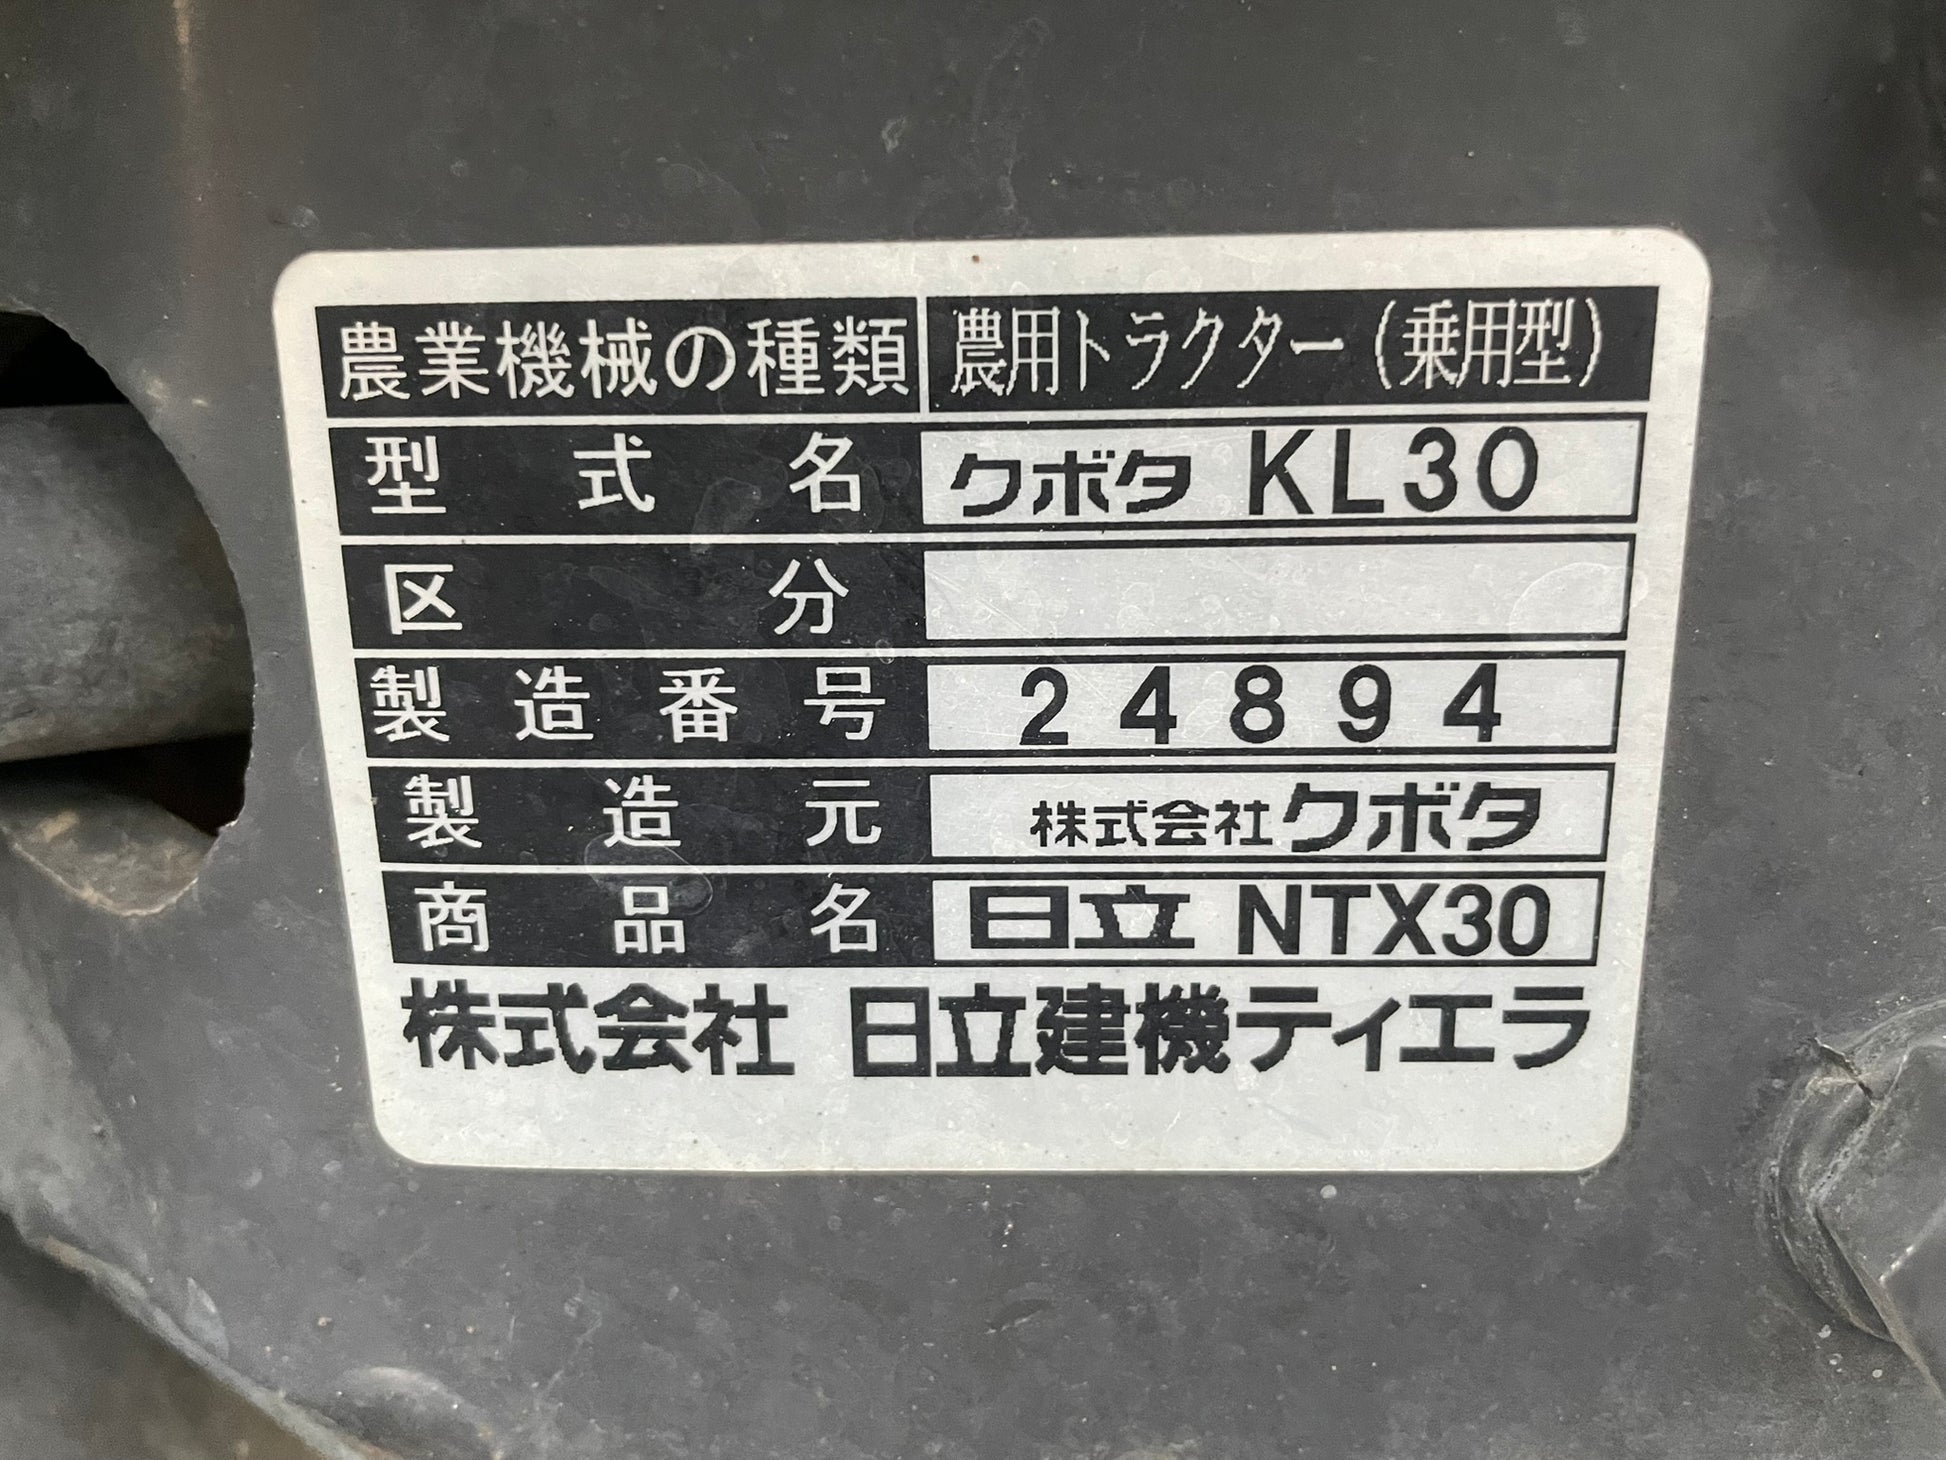 農業機械の種類 農用トラクター(乗用型)
型式名 クボタ KL30
区分
製造番号 24894
製造元 株式会社クボタ
商品名 日立 NTX30
株式会社 日立建機ティエラ